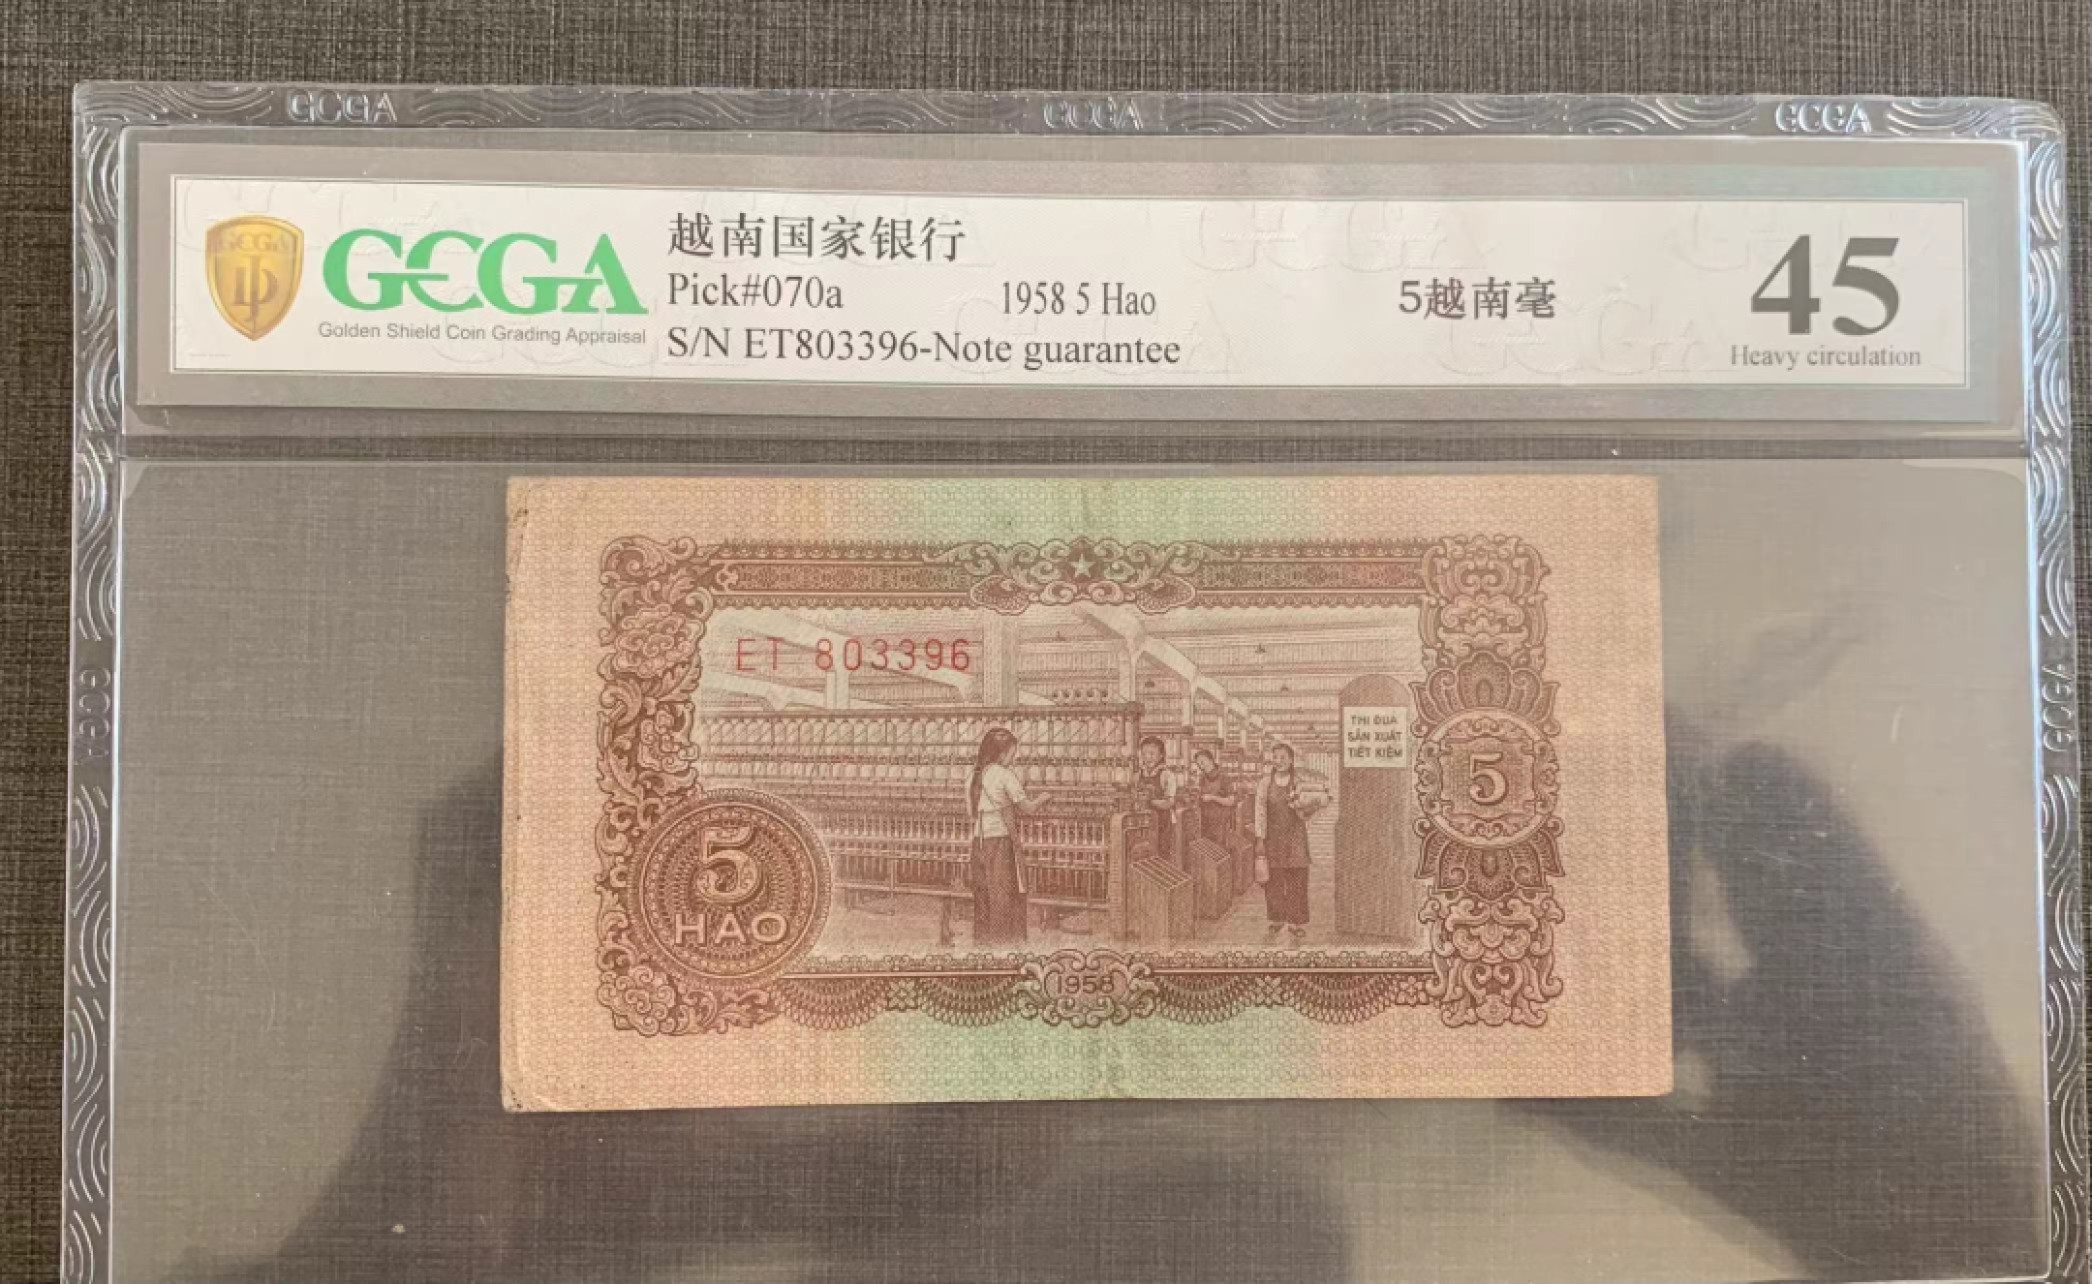 GCGA GCGA GCGA
GCGA
Golden Shield Coin Grading Appraisal
越南国家银行
Pick#070a 1958 5 Hao 5越南毫
S/N ET803396-Note guarantee
45
Heavy circulation
ET 803396
THI ĐUA
SẢN XUẤT
TIẾT KIỆM
5
5
HAO
1958
GCGA
GCGA